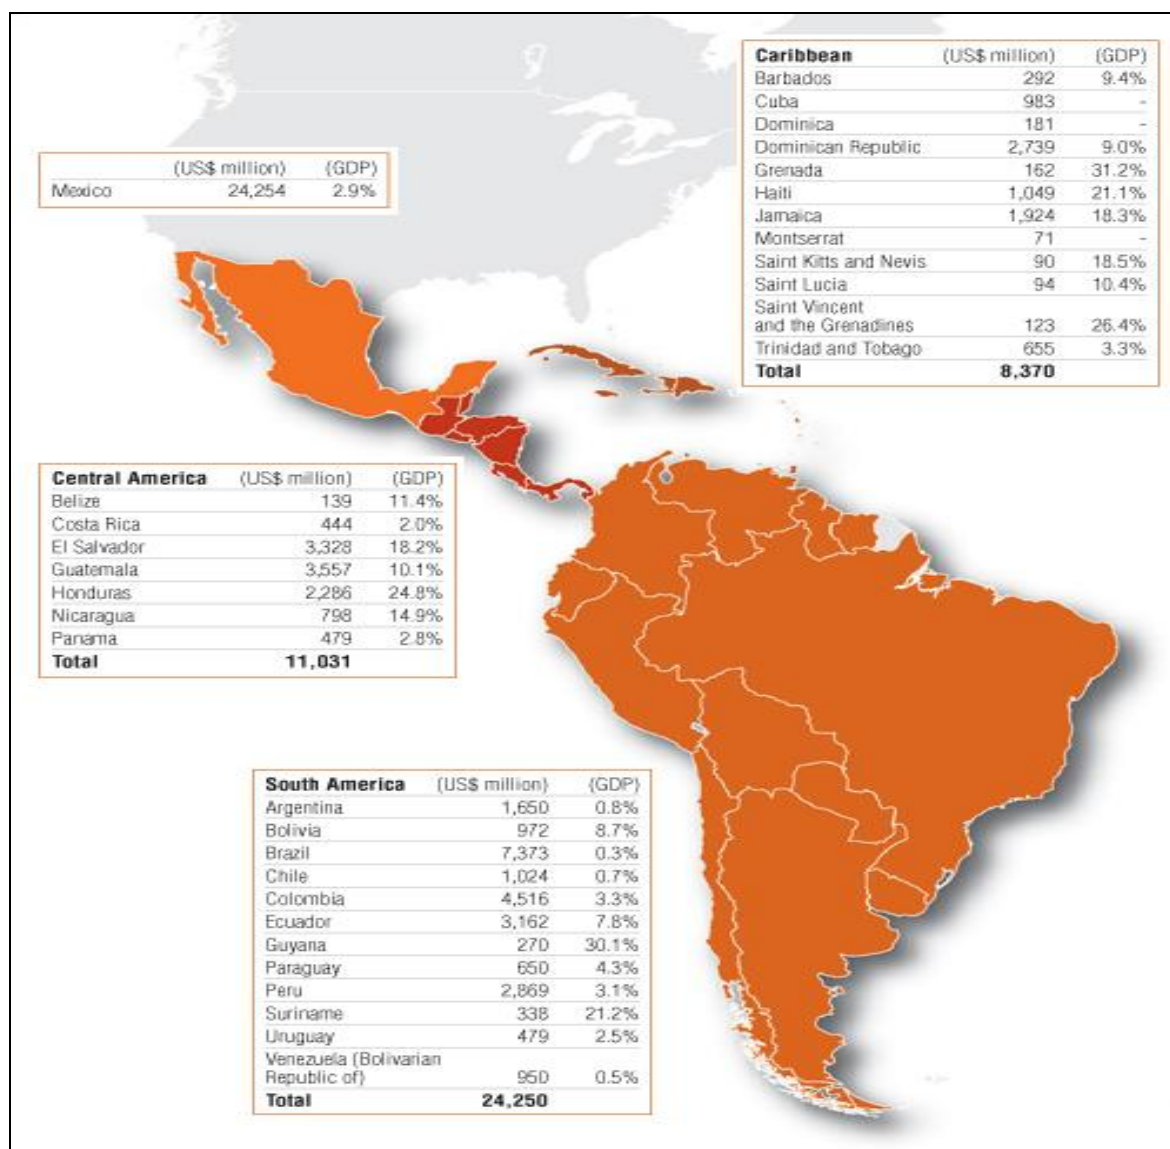 Caribbean (US$ million) (GDP)
Barbados 292 9.4%
Cuba 983 -
Dominica 181 -
Dominican Republic 2,739 9.0%
Grenada 162 31.2%
Haiti 1,049 21.1%
Jamaica 1,924 18.3%
Montserrat 71 -
Saint Kitts and Nevis 90 18.5%
Saint Lucia 94 10.4%
Saint Vincent
and the Grenadines 123 26.4%
Trinidad and Tobago 655 3.3%
Total 8,370
(US$ million) (GDP)
Mexico 24,254 2.9%
Central America (US$ million) (GDP)
Belize 139 11.4%
Costa Rica 444 2.0%
El Salvador 3,328 18.2%
Guatemala 3,557 10.1%
Honduras 2,286 24.8%
Nicaragua 798 14.9%
Panama 479 2.8%
Total 11,031
South America (US$ million) (GDP)
Argentina 1,650 0.8%
Bolivia 972 8.7%
Brazil 7,373 0.3%
Chile 1,024 0.7%
Colombia 4,516 3.3%
Ecuador 3,162 7.8%
Guyana 270 30.1%
Paraguay 650 4.3%
Peru 2,869 3.1%
Suriname 338 21.2%
Uruguay 479 2.5%
Venezuela (Bolivarian
Republic of) 950 0.5%
Total 24,250